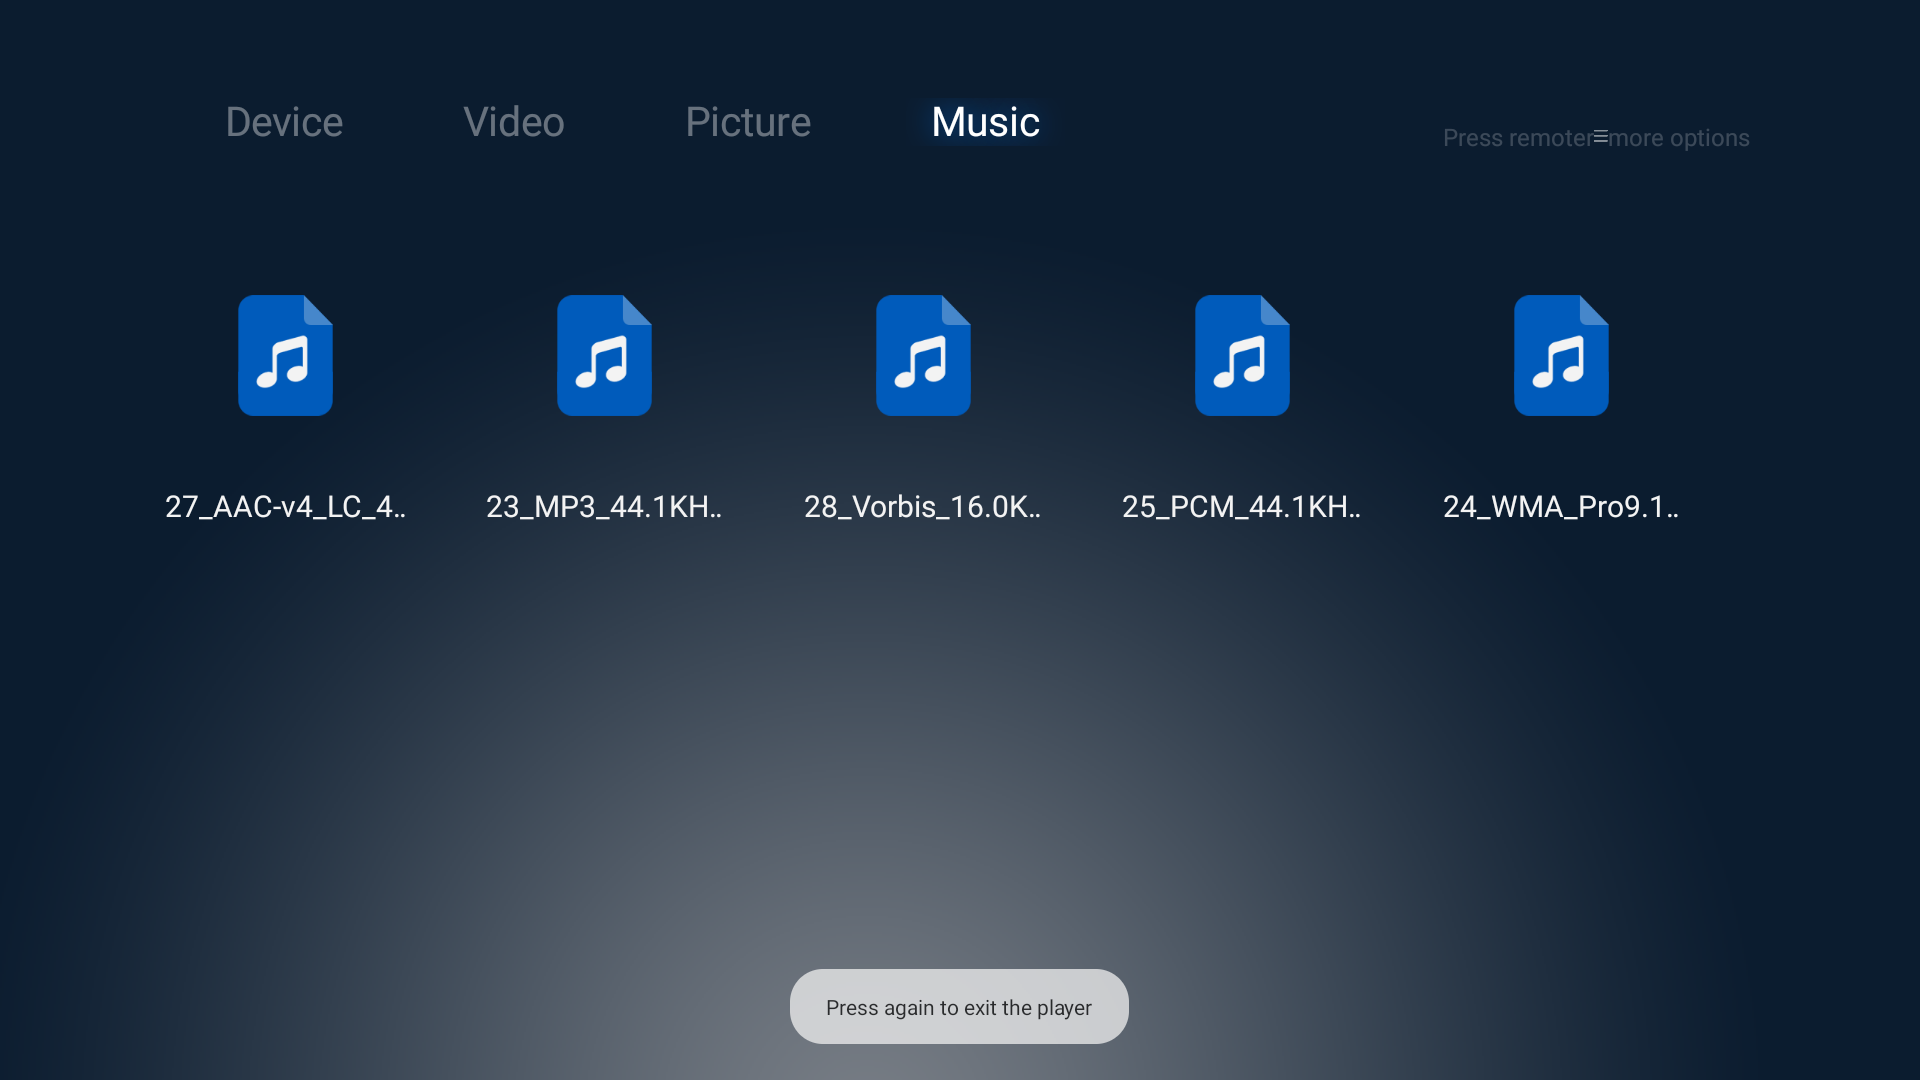 Device Video Picture Music
Press remoter☰more options
27_AAC-v4_LC_4.. 23_MP3_44.1KH.. 28_Vorbis_16.0K.. 25_PCM_44.1KH.. 24_WMA_Pro9.1..
Press again to exit the player